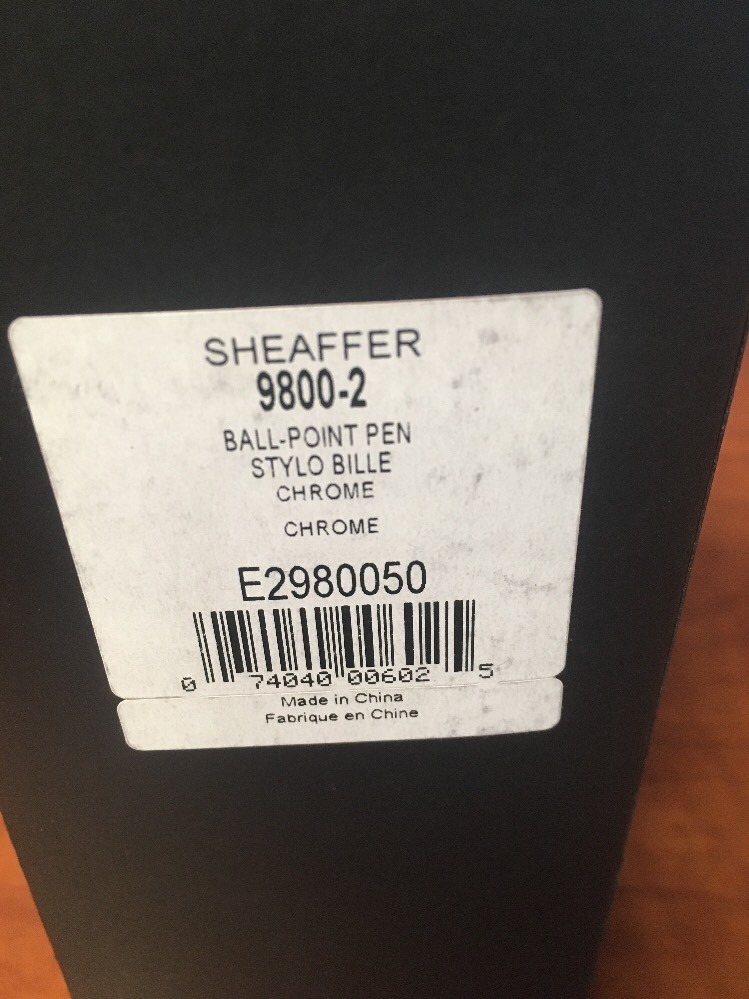 SHEAFFER
9800-2
BALL-POINT PEN
STYLO BILLE
CHROME
CHROME
E2980050
0 74040 00602 5
Made in China
Fabrique en Chine